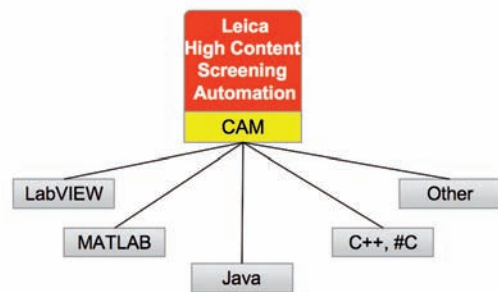 Leica
High Content
Screening
Automation
CAM
LabVIEW
Other
MATLAB
C++, #C
Java